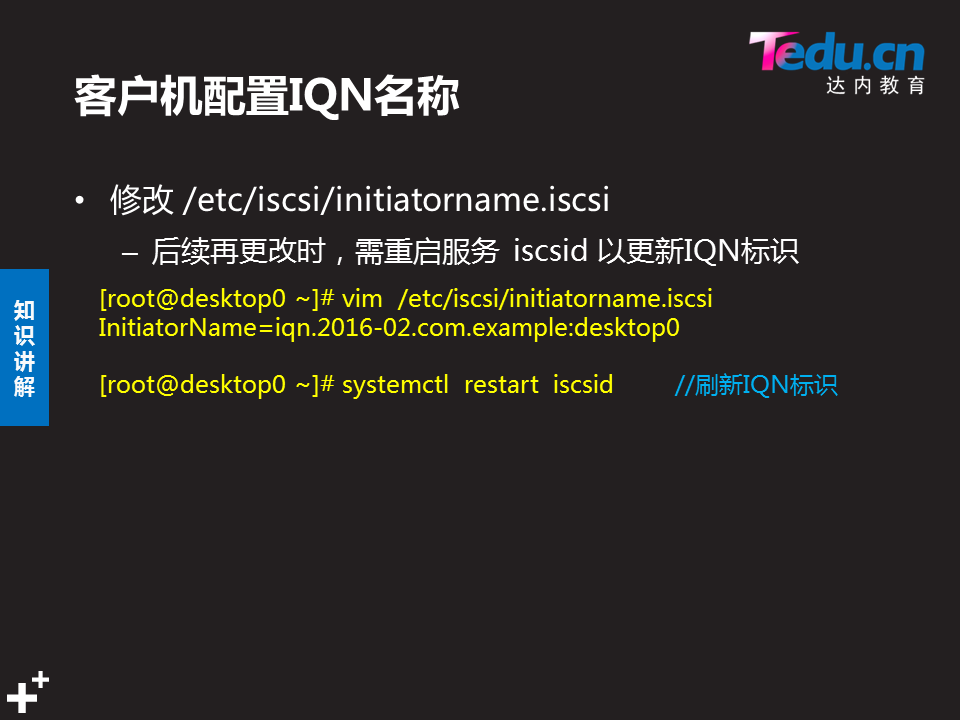 Tedu.cn
达内教育
客户机配置IQN名称
• 修改 /etc/iscsi/initiatorname.iscsi
– 后续再更改时，需重启服务 iscsid 以更新IQN标识
[root@desktop0 ~]# vim  /etc/iscsi/initiatorname.iscsi
InitiatorName=iqn.2016-02.com.example:desktop0
[root@desktop0 ~]# systemctl  restart  iscsid //刷新IQN标识
知
识
讲
解